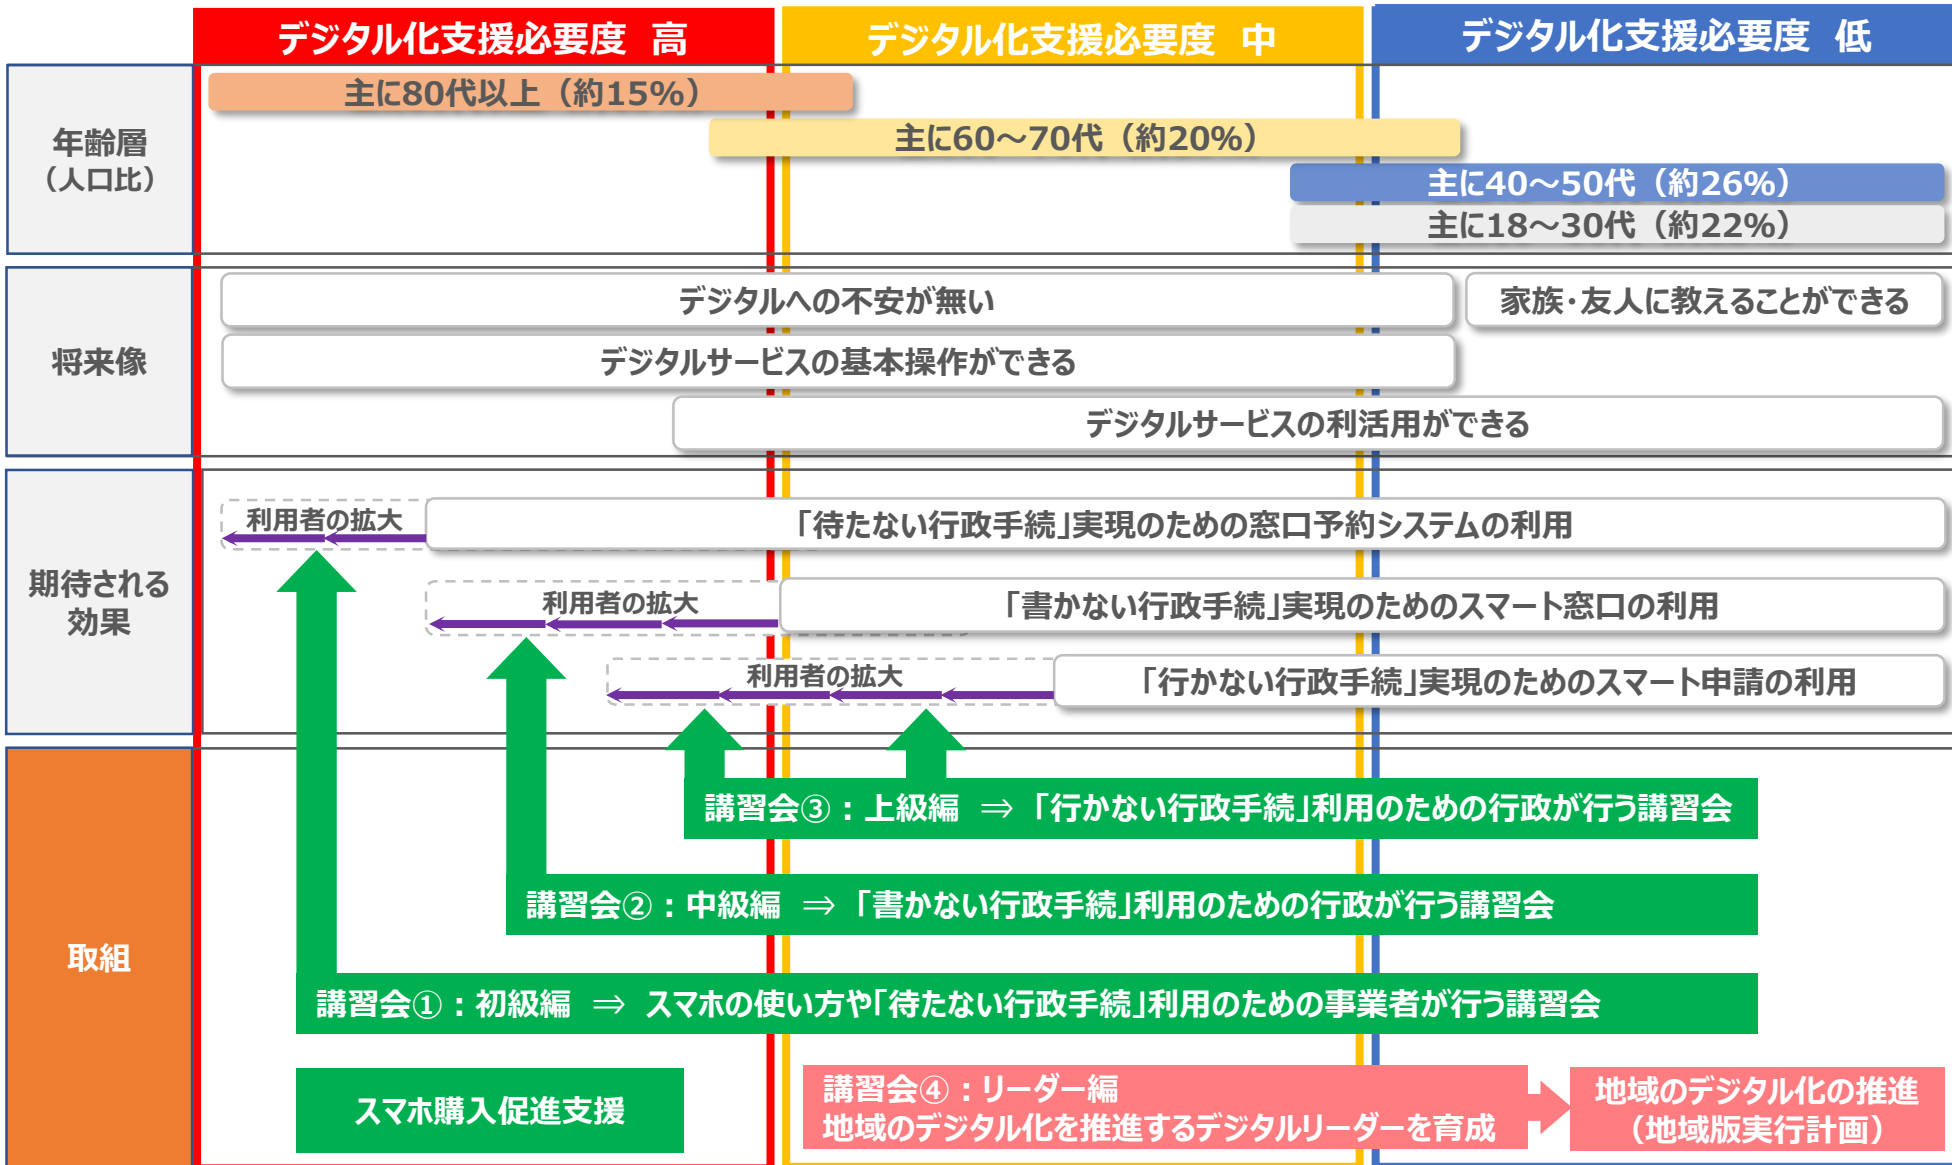 デジタル化支援必要度 高
デジタル化支援必要度 中
デジタル化支援必要度 低
年齢層
（人口比）
主に80代以上（約15%）
主に60～70代（約20%）
主に40～50代（約26%）
主に18～30代（約22%）
将来像
デジタルへの不安が無い
家族・友人に教えることができる
デジタルサービスの基本操作ができる
デジタルサービスの利活用ができる
期待される
効果
利用者の拡大
「待たない行政手続」実現のための窓口予約システムの利用
利用者の拡大
「書かない行政手続」実現のためのスマート窓口の利用
利用者の拡大
「行かない行政手続」実現のためのスマート申請の利用
取組
講習会③：上級編 ⇒「行かない行政手続」利用のための行政が行う講習会
講習会②：中級編 ⇒「書かない行政手続」利用のための行政が行う講習会
講習会①：初級編 ⇒ スマホの使い方や「待たない行政手続」利用のための事業者が行う講習会
スマホ購入促進支援
講習会④：リーダー編
地域のデジタル化を推進するデジタルリーダーを育成
地域のデジタル化の推進
（地域版実行計画）